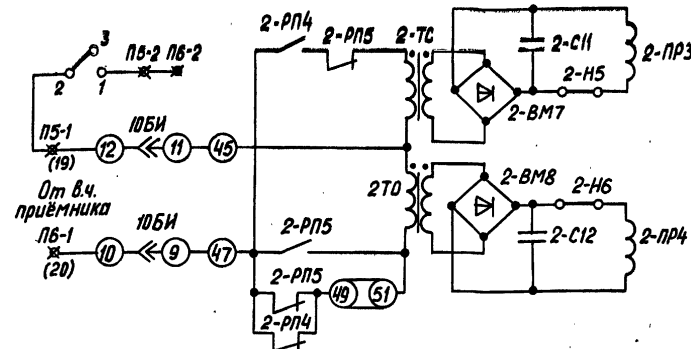 2-РП4
2-РП5
2-ТС
2-С11
2-ПР3
2-Н5
2-ВМ7
3
2
1
П5-2
П6-2
П5-1
(19)
12
10БИ
11
45
От в.ч.
приёмника
П6-1
(20)
10
10БИ
9
47
2-РП5
2ТО
2-ВМ8
2-Н6
2-С12
2-ПР4
2-РП5
49
51
2-РП4